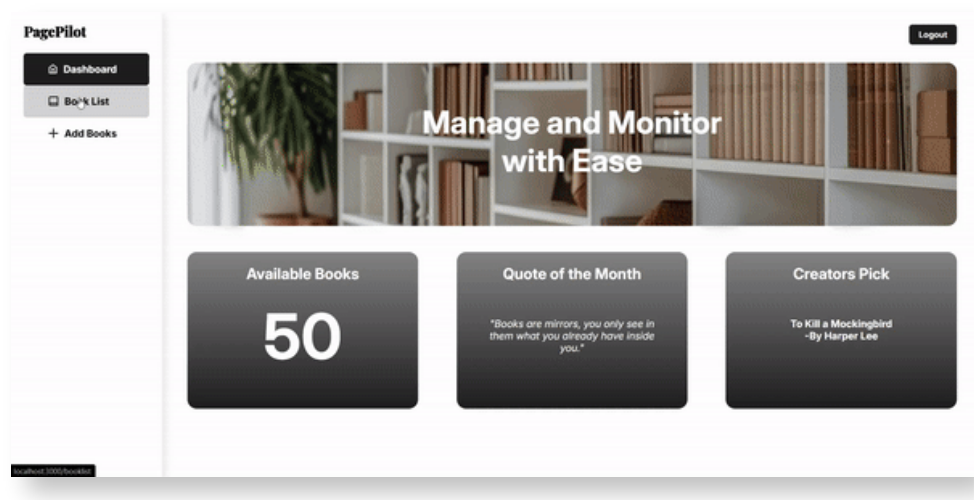 PagePilot
Logout
Dashboard
Book List
Add Books
Manage and Monitor
with Ease
Available Books
50
Quote of the Month
"Books are mirrors, you only see in
them what you already have inside
you."
Creators Pick
To Kill a Mockingbird
-By Harper Lee
localhost:3000/booklist